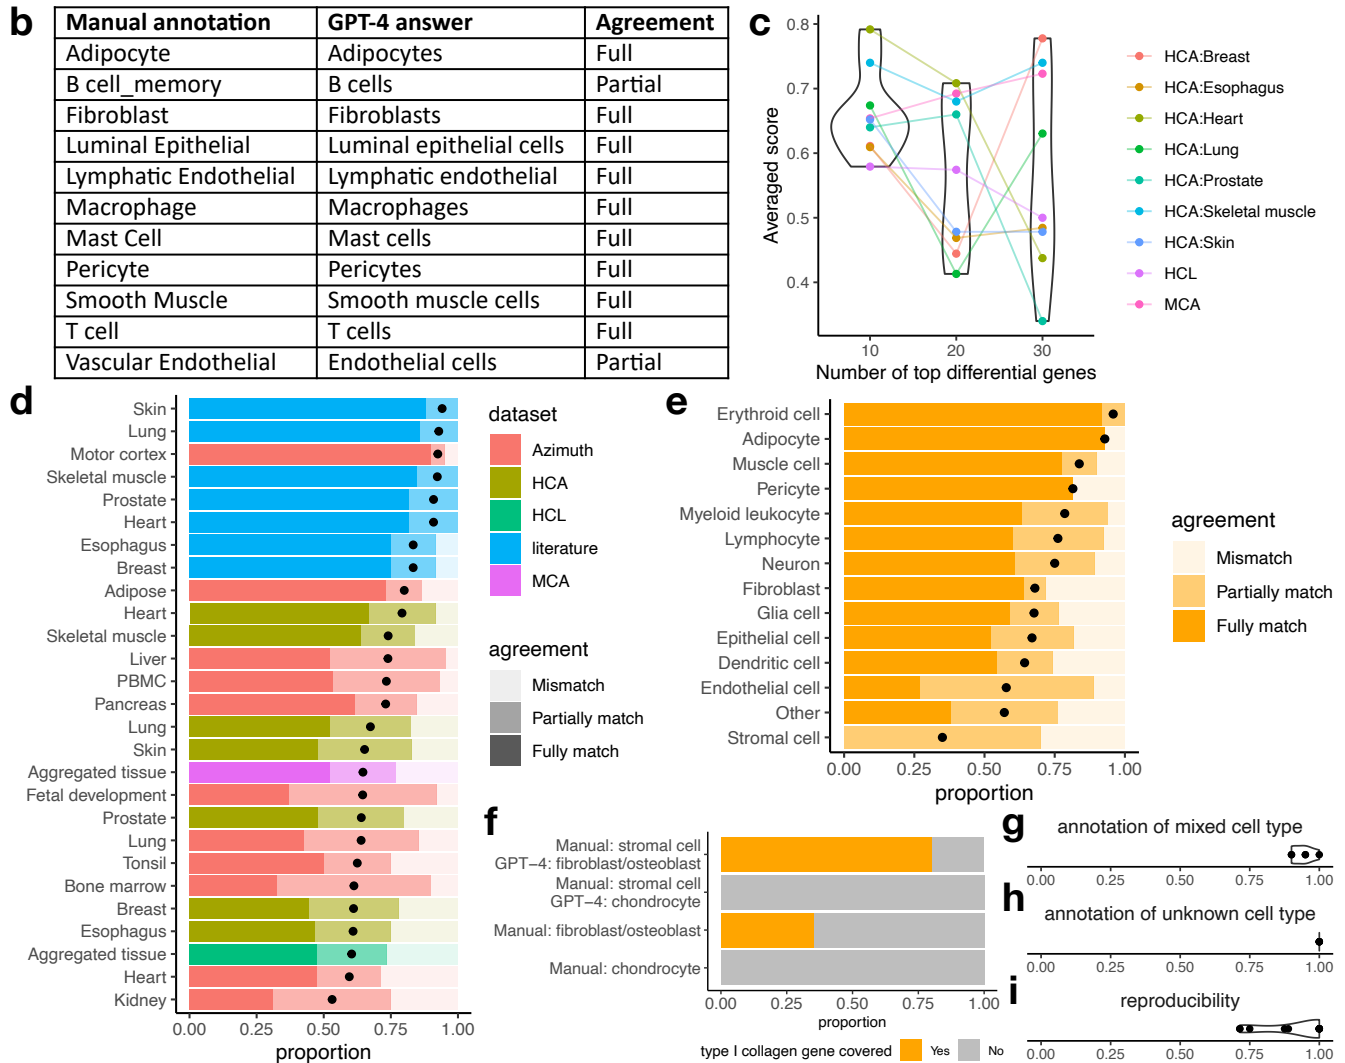 b
Manual annotation GPT-4 answer Agreement
Adipocyte Adipocytes Full
B cell_memory B cells Partial
Fibroblast Fibroblasts Full
Luminal Epithelial Luminal epithelial cells Full
Lymphatic Endothelial Lymphatic endothelial Full
Macrophage Macrophages Full
Mast Cell Mast cells Full
Pericyte Pericytes Full
Smooth Muscle Smooth muscle cells Full
T cell T cells Full
Vascular Endothelial Endothelial cells Partial
c
Averaged score
0.8
0.7
0.6
0.5
0.4
10 20 30
Number of top differential genes
HCA:Breast
HCA:Esophagus
HCA:Heart
HCA:Lung
HCA:Prostate
HCA:Skeletal muscle
HCA:Skin
HCL
MCA
d
Skin
Lung
Motor cortex
Skeletal muscle
Prostate
Heart
Esophagus
Breast
Adipose
Heart
Skeletal muscle
Liver
PBMC
Pancreas
Lung
Skin
Aggregated tissue
Fetal development
Prostate
Lung
Tonsil
Bone marrow
Breast
Esophagus
Aggregated tissue
Heart
Kidney
0.00 0.25 0.50 0.75 1.00
proportion
dataset
Azimuth
HCA
HCL
literature
MCA
agreement
Mismatch
Partially match
Fully match
e
Erythroid cell
Adipocyte
Muscle cell
Pericyte
Myeloid leukocyte
Lymphocyte
Neuron
Fibroblast
Glia cell
Epithelial cell
Dendritic cell
Endothelial cell
Other
Stromal cell
0.00 0.25 0.50 0.75 1.00
proportion
agreement
Mismatch
Partially match
Fully match
f
Manual: stromal cell
GPT−4: fibroblast/osteoblast
Manual: stromal cell
GPT−4: chondrocyte
Manual: fibroblast/osteoblast
Manual: chondrocyte
0.00 0.25 0.50 0.75 1.00
proportion
type I collagen gene covered Yes No
g
annotation of mixed cell type
0.00 0.25 0.50 0.75 1.00
h
annotation of unknown cell type
0.00 0.25 0.50 0.75 1.00
i
reproducibility
0.00 0.25 0.50 0.75 1.00